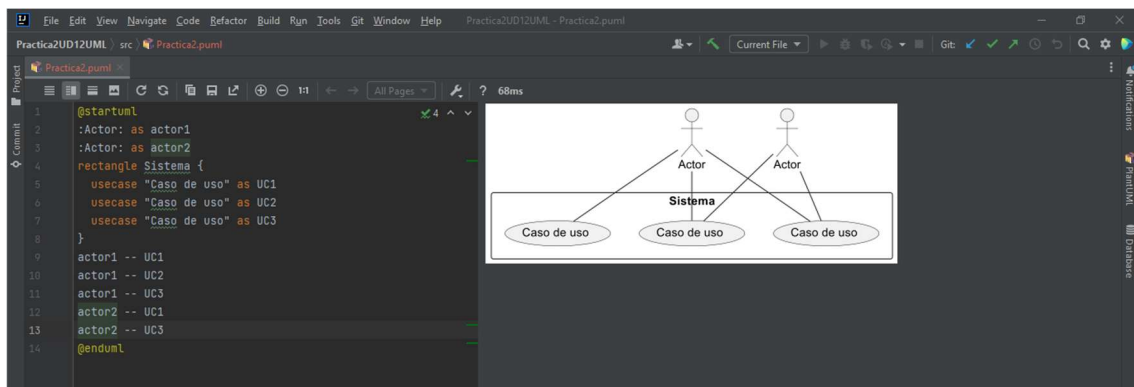 File Edit View Navigate Code Refactor Build Run Tools Git Window Help Practica2UD12UML - Practica2.puml
Practica2UD12UML src Practica2.puml Current File Git:
Project
Commit
Practica2.puml
1:1 All Pages ? 68ms
1 @startuml
2 :Actor: as actor1
3 :Actor: as actor2
4 rectangle Sistema {
5 usecase "Caso de uso" as UC1
6 usecase "Caso de uso" as UC2
7 usecase "Caso de uso" as UC3
8 }
9 actor1 -- UC1
10 actor1 -- UC2
11 actor1 -- UC3
12 actor2 -- UC1
13 actor2 -- UC3
14 @enduml
4
Actor Actor
Sistema
Caso de uso Caso de uso Caso de uso
Notifications
PlantUML
Database